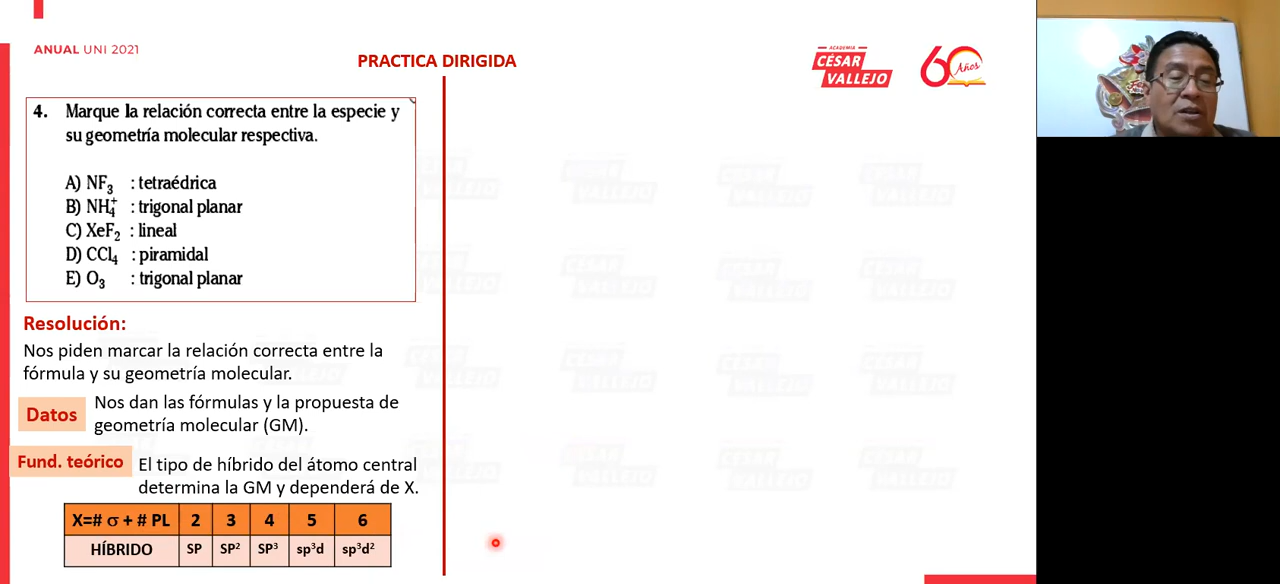 ANUAL UNI 2021
PRACTICA DIRIGIDA
ACADEMIA
CÉSAR
VALLEJO
60 Años
4. Marque la relación correcta entre la especie y
su geometría molecular respectiva.
A) NF₃ : tetraédrica
B) NH₄⁺ : trigonal planar
C) XeF₂ : lineal
D) CCl₄ : piramidal
E) O₃ : trigonal planar
Resolución:
Nos piden marcar la relación correcta entre la
fórmula y su geometría molecular.
Datos
Nos dan las fórmulas y la propuesta de
geometría molecular (GM).
Fund. teórico
El tipo de híbrido del átomo central
determina la GM y dependerá de X.
X=# σ + # PL 2 3 4 5 6
HÍBRIDO SP SP² SP³ sp³d sp³d²